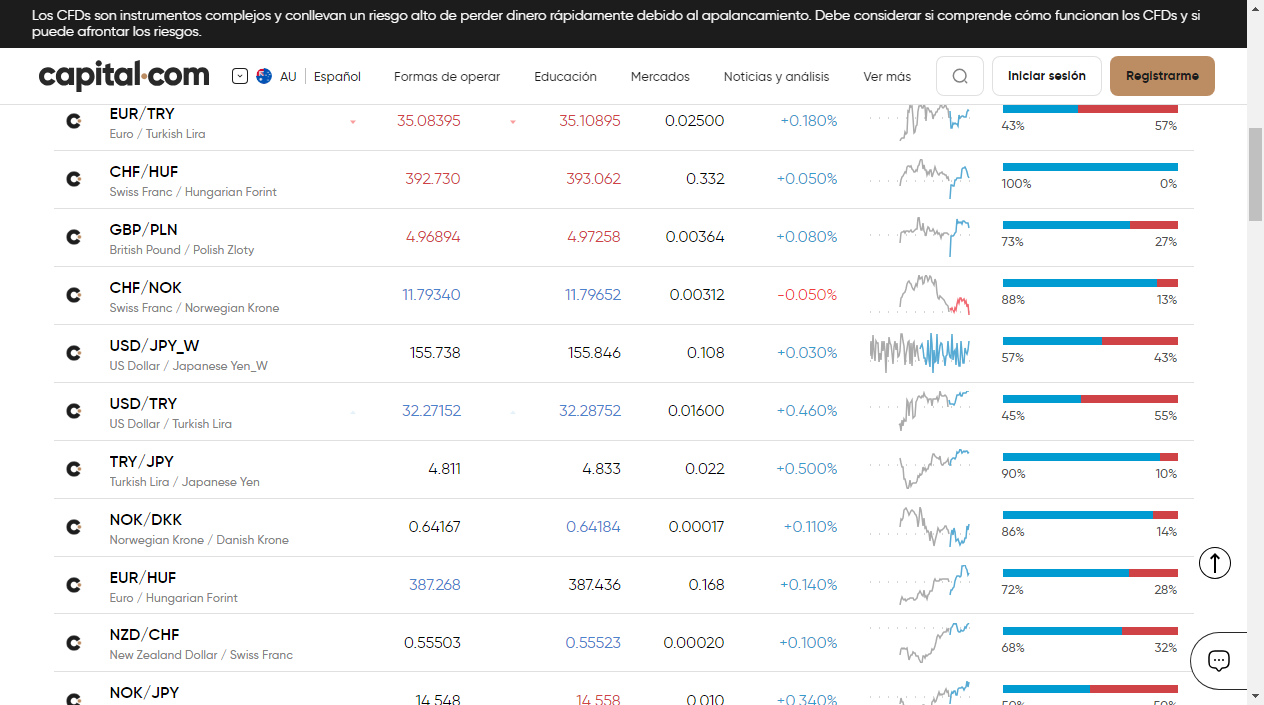 Los CFDs son instrumentos complejos y conllevan un riesgo alto de perder dinero rápidamente debido al apalancamiento. Debe considerar si comprende cómo funcionan los CFDs y si
puede afrontar los riesgos.
capital.com AU Español Formas de operar Educación Mercados Noticias y análisis Ver más Iniciar sesión Registrarme
EUR/TRY 35.08395 35.10895 0.02500 +0.180% 43% 57%
Euro / Turkish Lira
CHF/HUF 392.730 393.062 0.332 +0.050% 100% 0%
Swiss Franc / Hungarian Forint
GBP/PLN 4.96894 4.97258 0.00364 +0.080% 73% 27%
British Pound / Polish Zloty
CHF/NOK 11.79340 11.79652 0.00312 -0.050% 88% 13%
Swiss Franc / Norwegian Krone
USD/JPY_W 155.738 155.846 0.108 +0.030% 57% 43%
US Dollar / Japanese Yen_W
USD/TRY 32.27152 32.28752 0.01600 +0.460% 45% 55%
US Dollar / Turkish Lira
TRY/JPY 4.811 4.833 0.022 +0.500% 90% 10%
Turkish Lira / Japanese Yen
NOK/DKK 0.64167 0.64184 0.00017 +0.110% 86% 14%
Norwegian Krone / Danish Krone
EUR/HUF 387.268 387.436 0.168 +0.140% 72% 28%
Euro / Hungarian Forint
NZD/CHF 0.55503 0.55523 0.00020 +0.100% 68% 32%
New Zealand Dollar / Swiss Franc
NOK/JPY 14.548 14.558 0.010 +0.340% 50% 50%